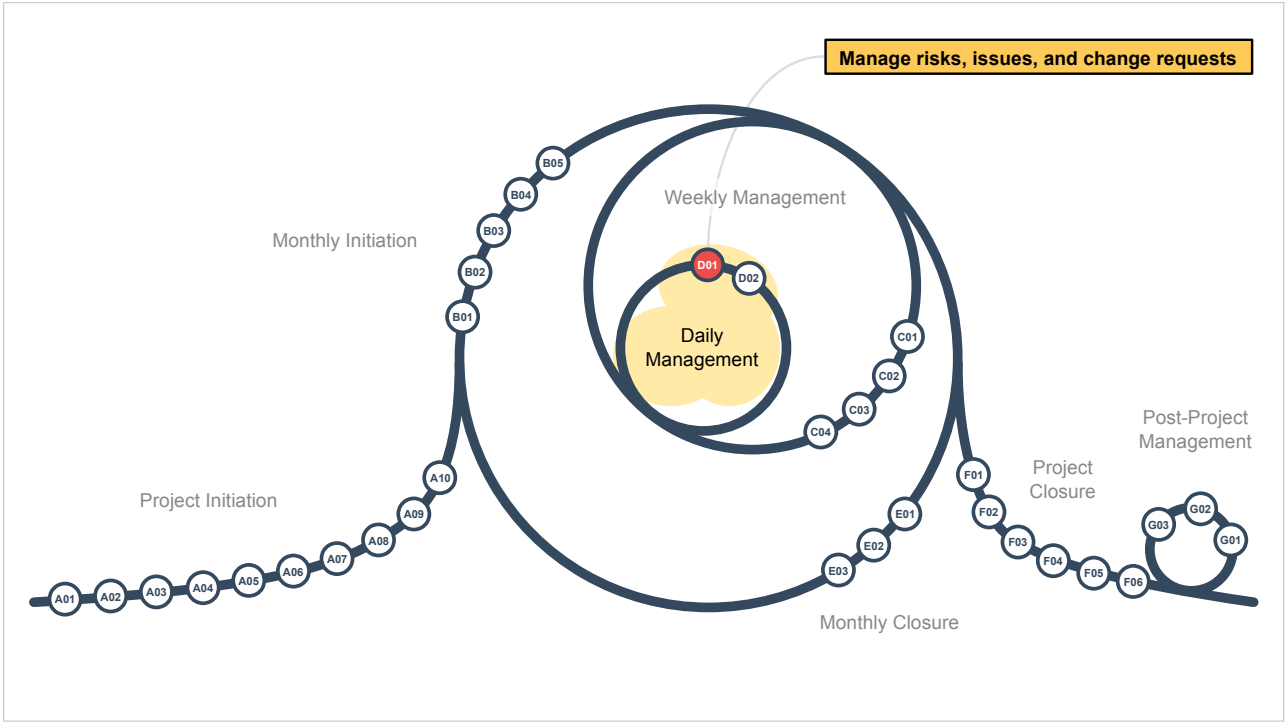 Manage risks, issues, and change requests
B05
B04
Weekly Management
B03
Monthly Initiation
D01
B02
D02
B01
Daily
Management
C01
C02
C03
C04
Post-Project
Management
A10
Project Initiation
F01
Project
Closure
A09
E01
F02
G02
G03
A08
E02
F03
G01
A07
A06
E03
F04
A05
F05
A04
F06
A03
A02
A01
Monthly Closure